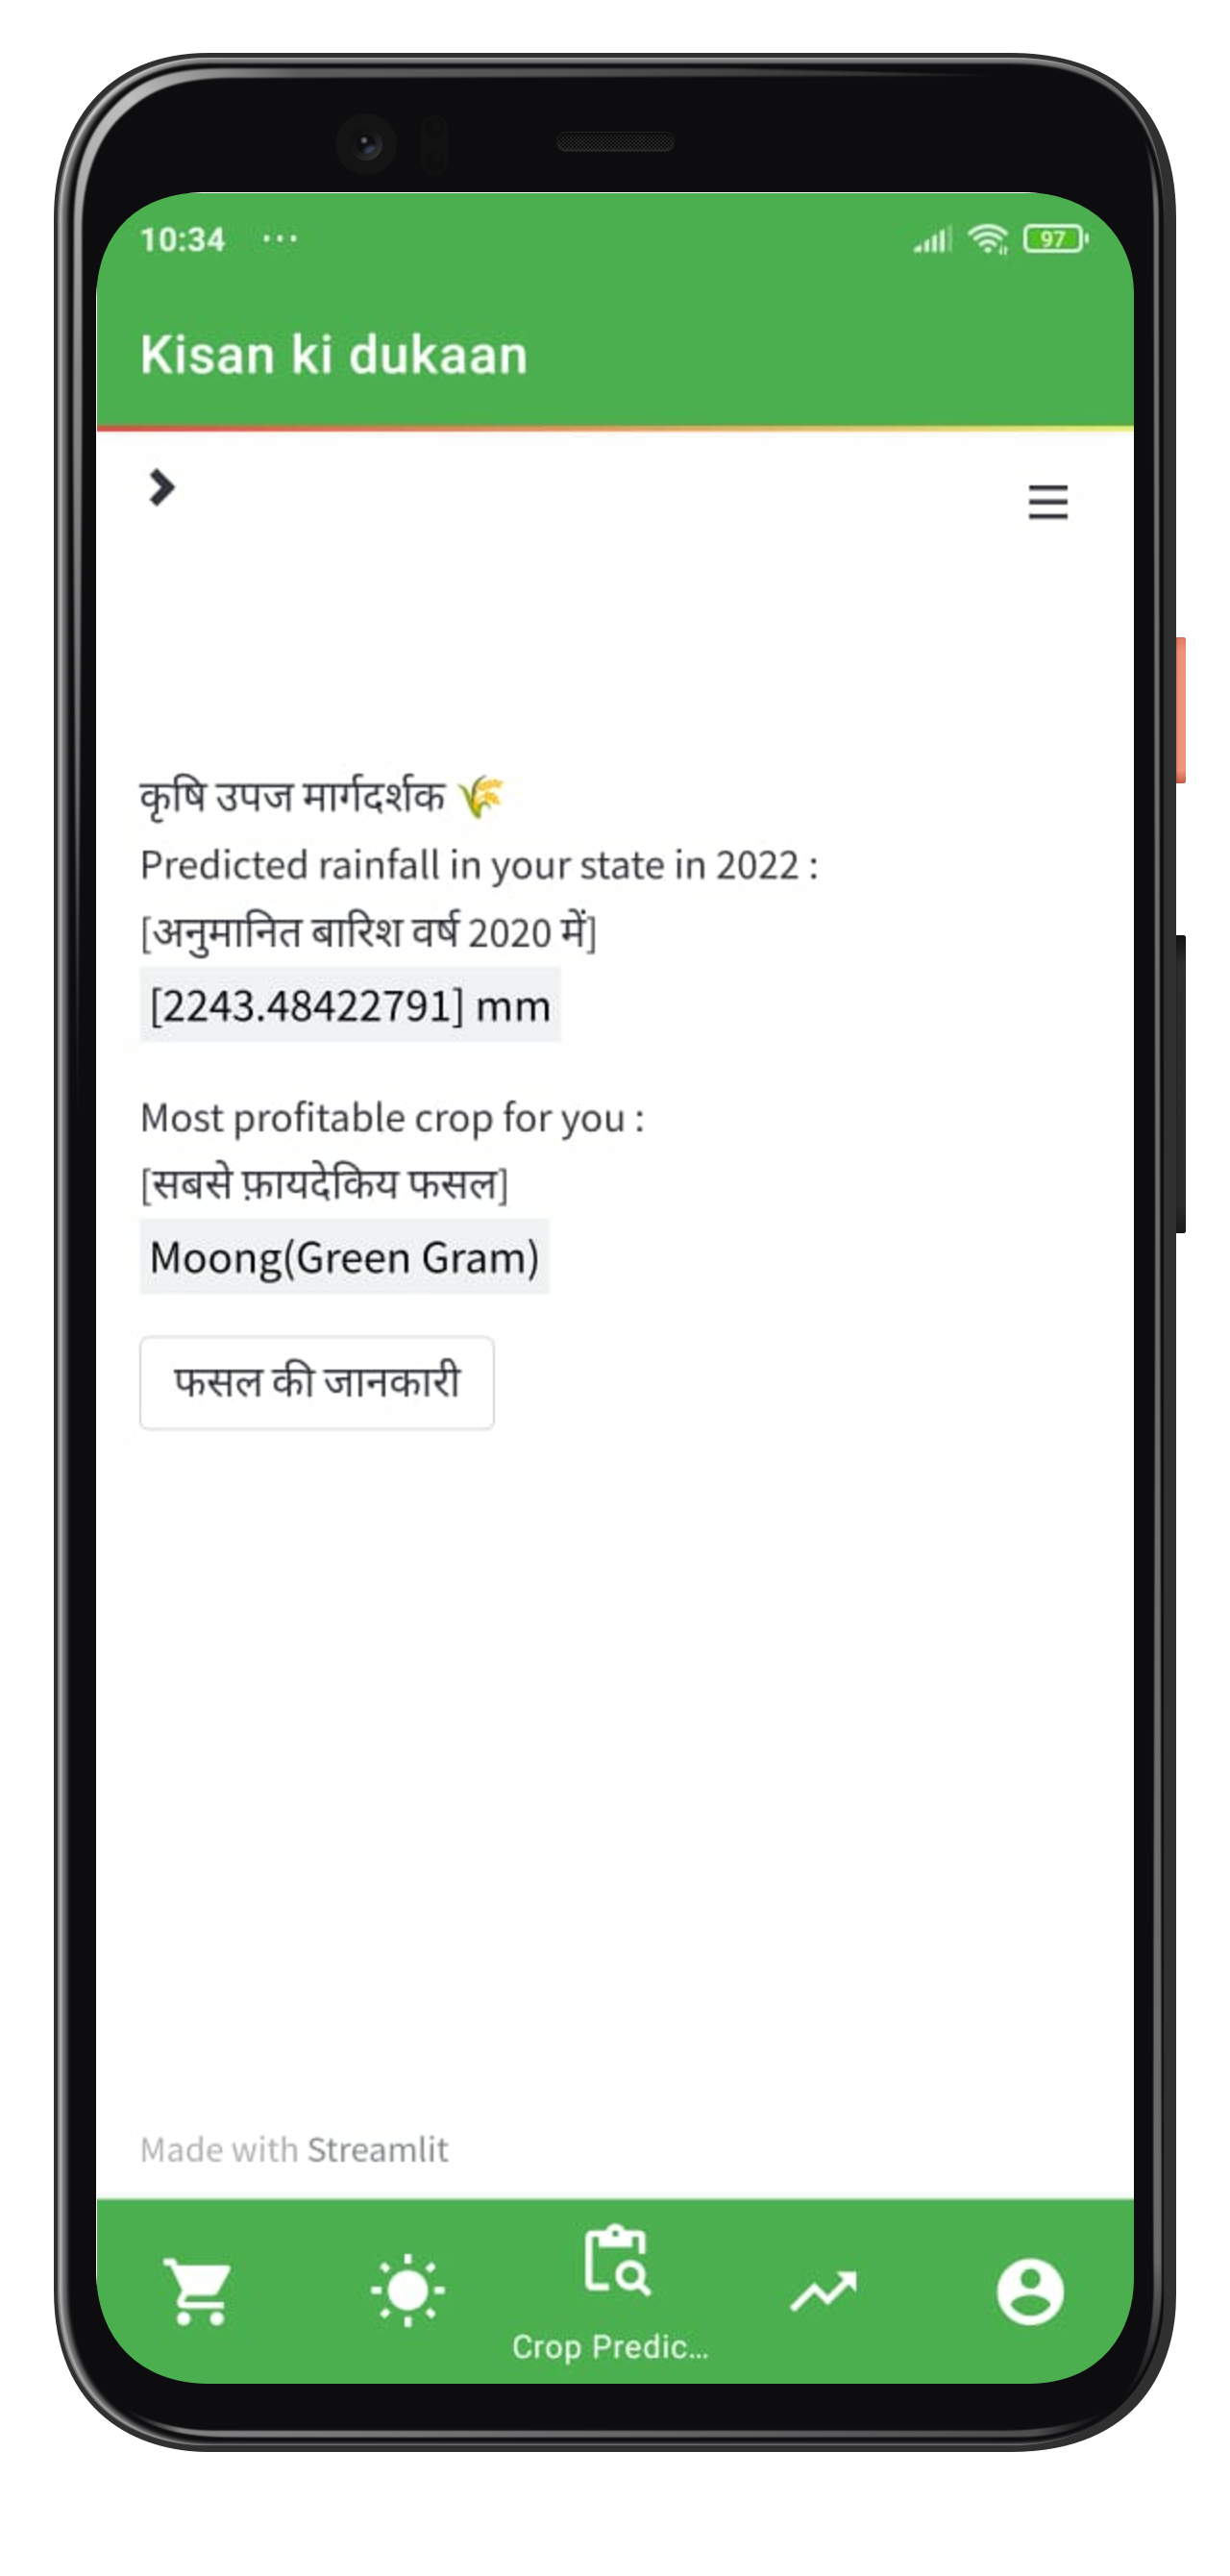 10:34 ...
97
Kisan ki dukaan
कृषि उपज मार्गदर्शक 🌾
Predicted rainfall in your state in 2022 :
[अनुमानित बारिश वर्ष 2020 में]
[2243.48422791] mm
Most profitable crop for you :
[सबसे फ़ायदेकिय फसल]
Moong(Green Gram)
फसल की जानकारी
Made with Streamlit
Crop Predic...